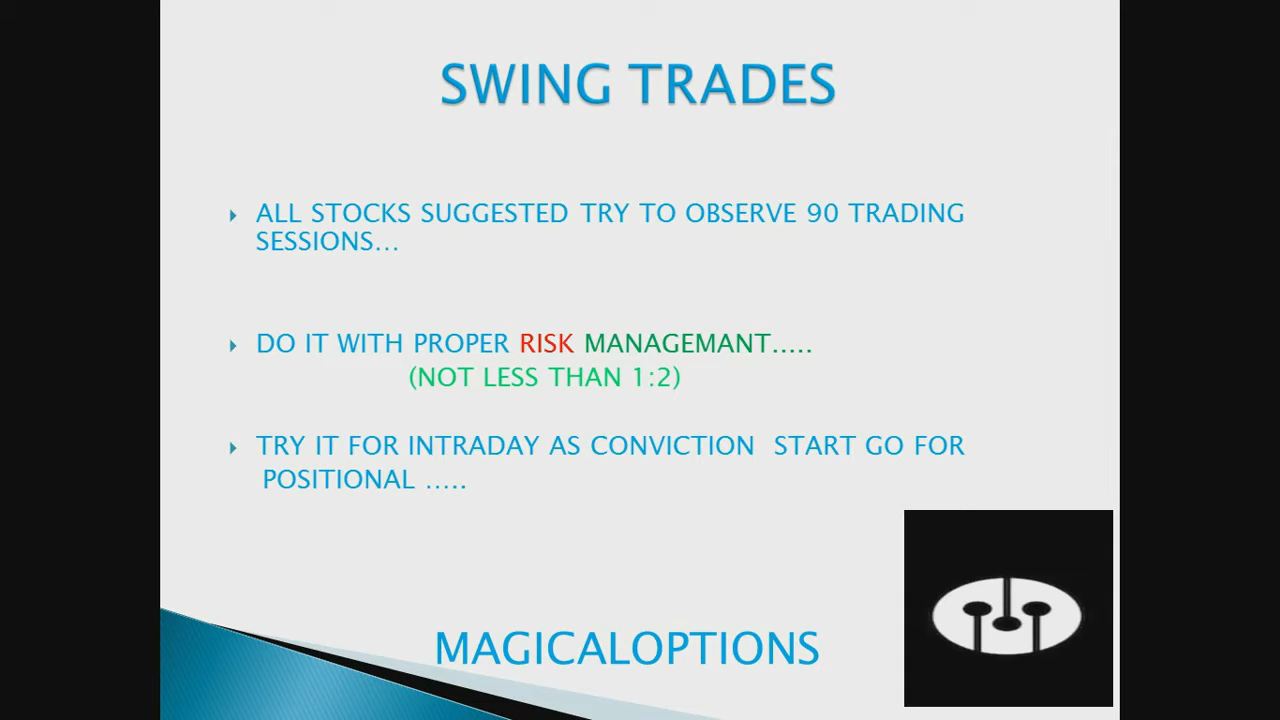 SWING TRADES
ALL STOCKS SUGGESTED TRY TO OBSERVE 90 TRADING
SESSIONS...
DO IT WITH PROPER RISK MANAGEMANT.....
(NOT LESS THAN 1:2)
TRY IT FOR INTRADAY AS CONVICTION START GO FOR
POSITIONAL .....
MAGICALOPTIONS